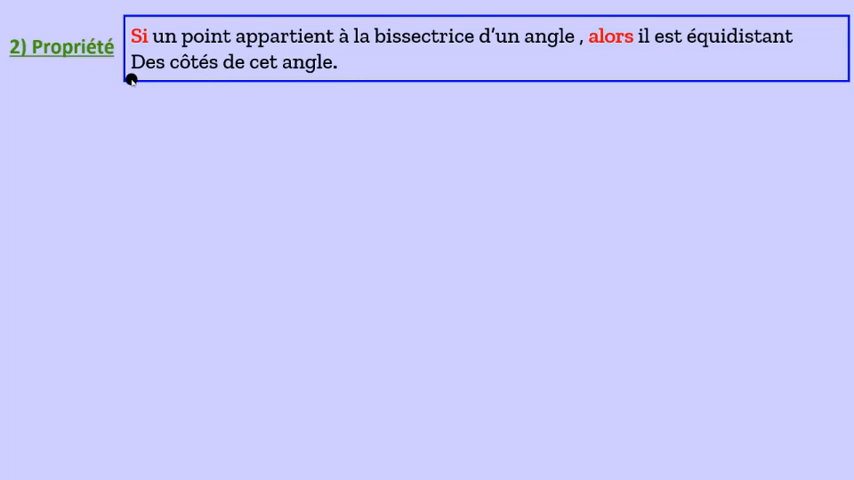 2) Propriété
Si un point appartient à la bissectrice d’un angle , alors il est équidistant
Des côtés de cet angle.